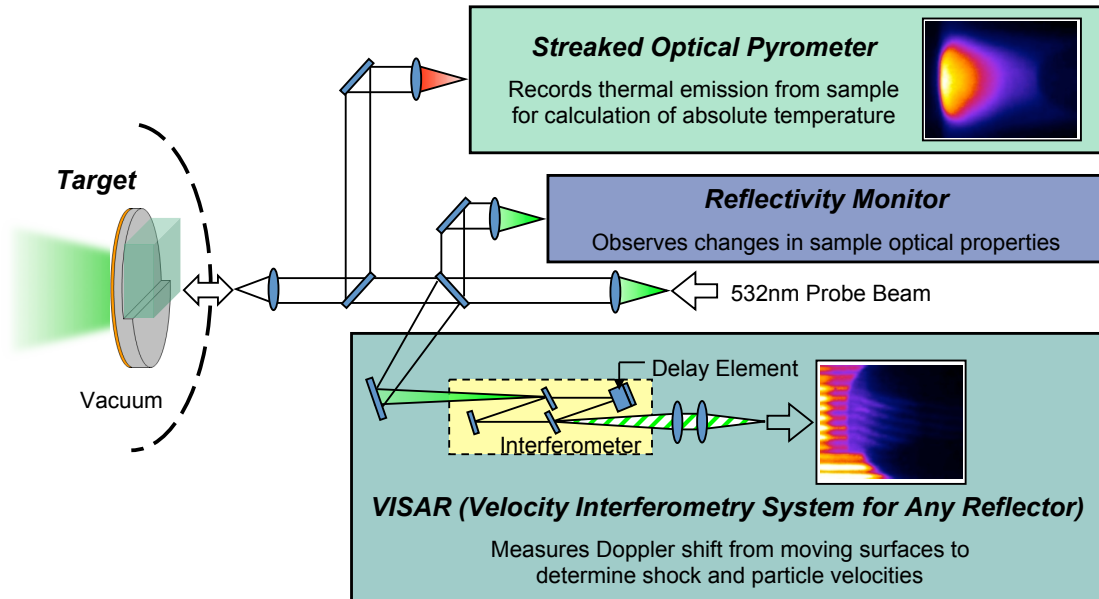 Streaked Optical Pyrometer
Records thermal emission from sample
for calculation of absolute temperature
Target
Reflectivity Monitor
Observes changes in sample optical properties
532nm Probe Beam
Vacuum
Delay Element
Interferometer
VISAR (Velocity Interferometry System for Any Reflector)
Measures Doppler shift from moving surfaces to
determine shock and particle velocities